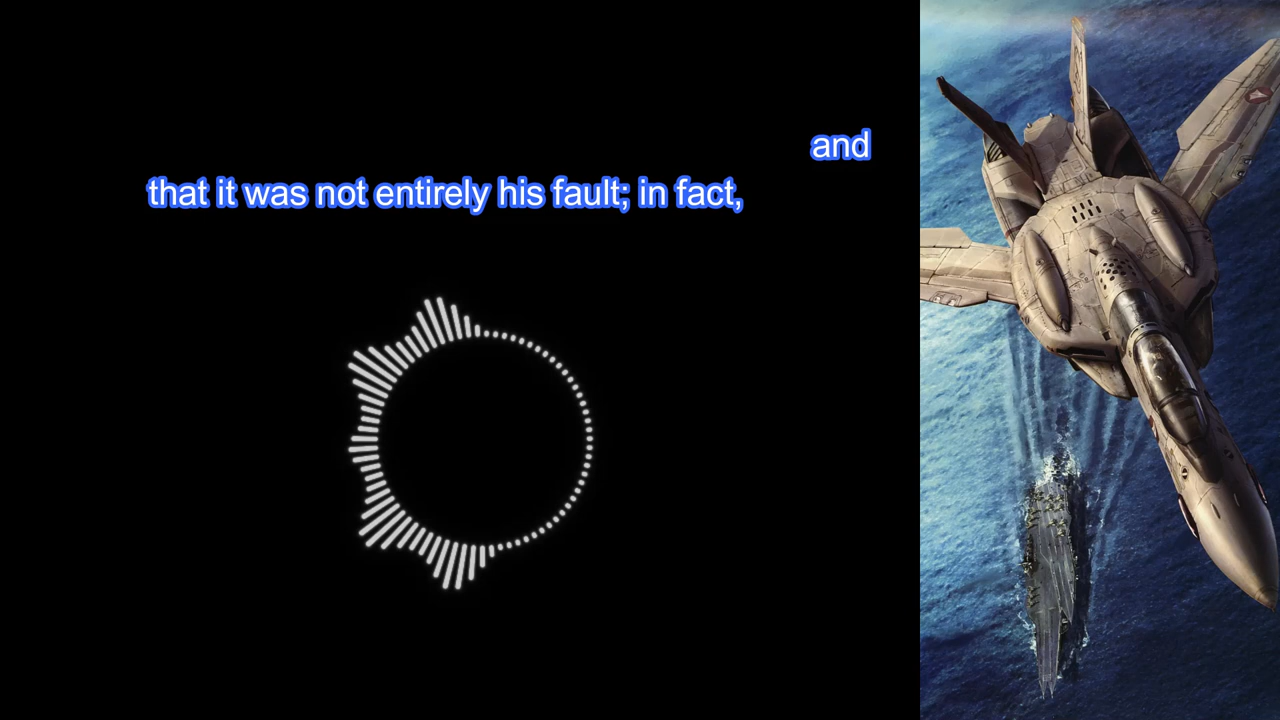 and
that it was not entirely his fault; in fact,